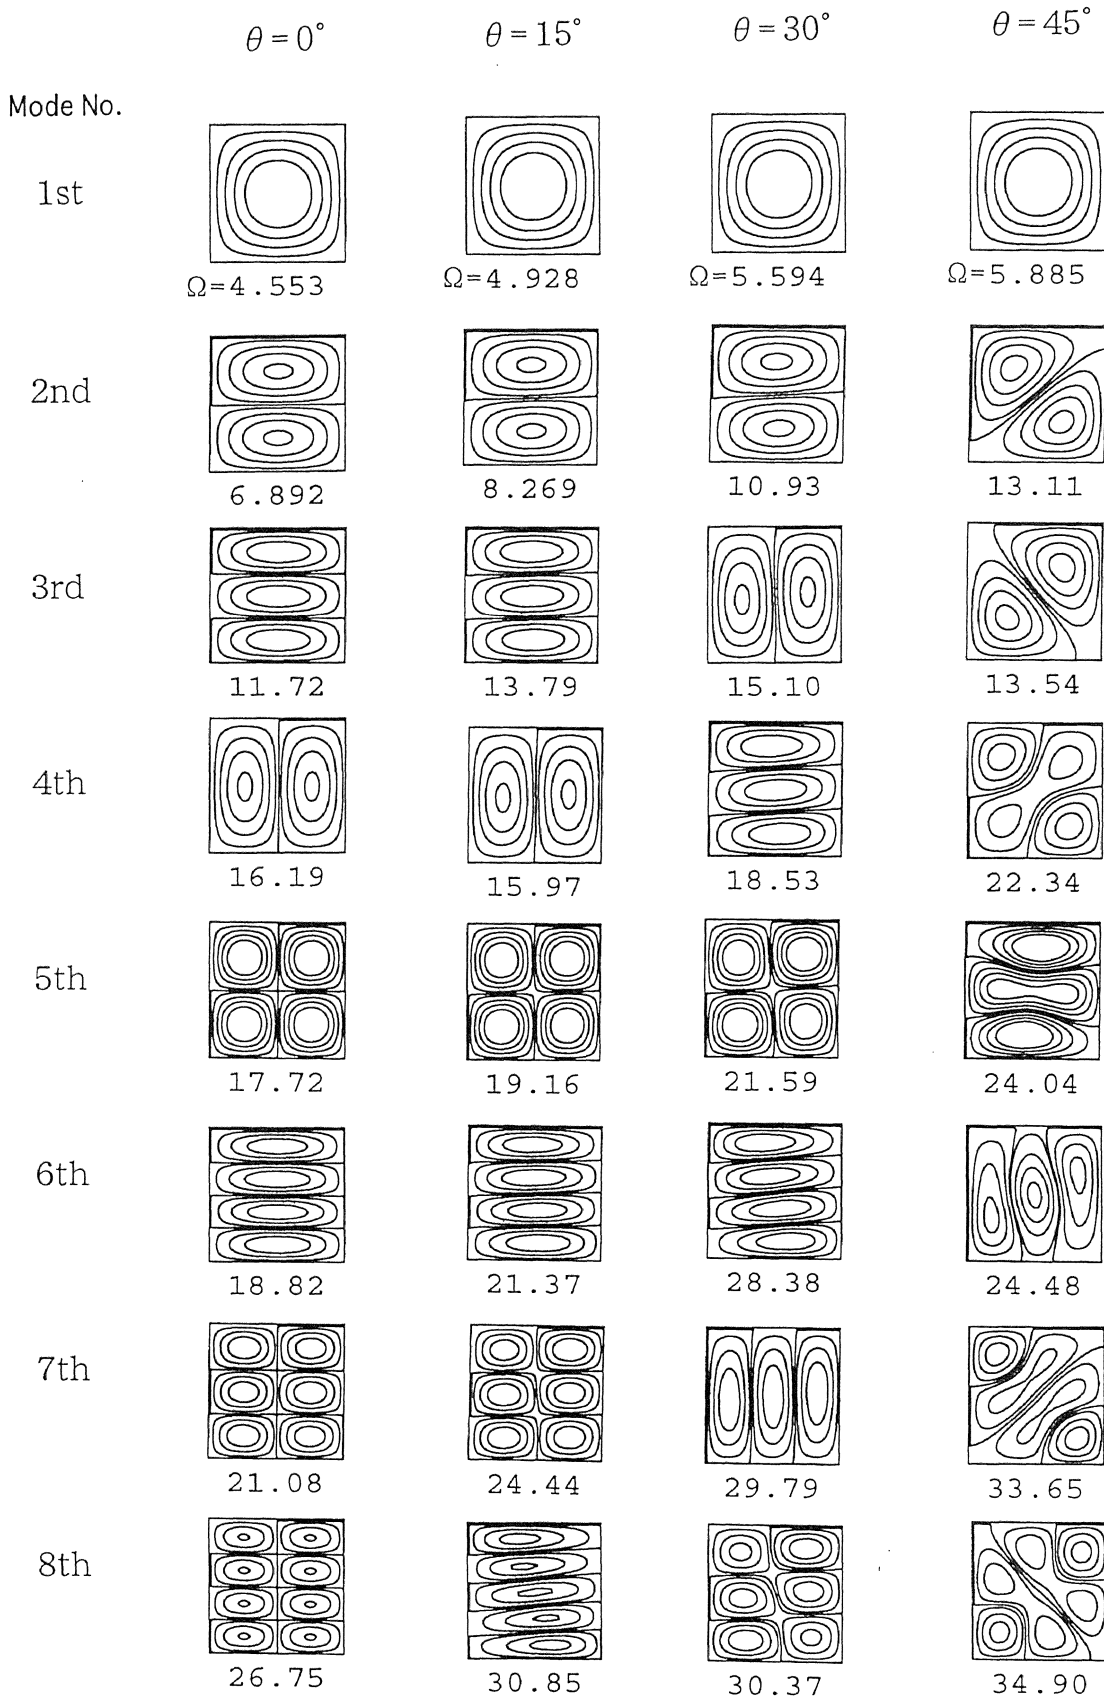 θ = 0° θ = 15° θ = 30° θ = 45°
Mode No.
1st
Ω=4.553 Ω=4.928 Ω=5.594 Ω=5.885
2nd
6.892 8.269 10.93 13.11
3rd
11.72 13.79 15.10 13.54
4th
16.19 15.97 18.53 22.34
5th
17.72 19.16 21.59 24.04
6th
18.82 21.37 28.38 24.48
7th
21.08 24.44 29.79 33.65
8th
26.75 30.85 30.37 34.90